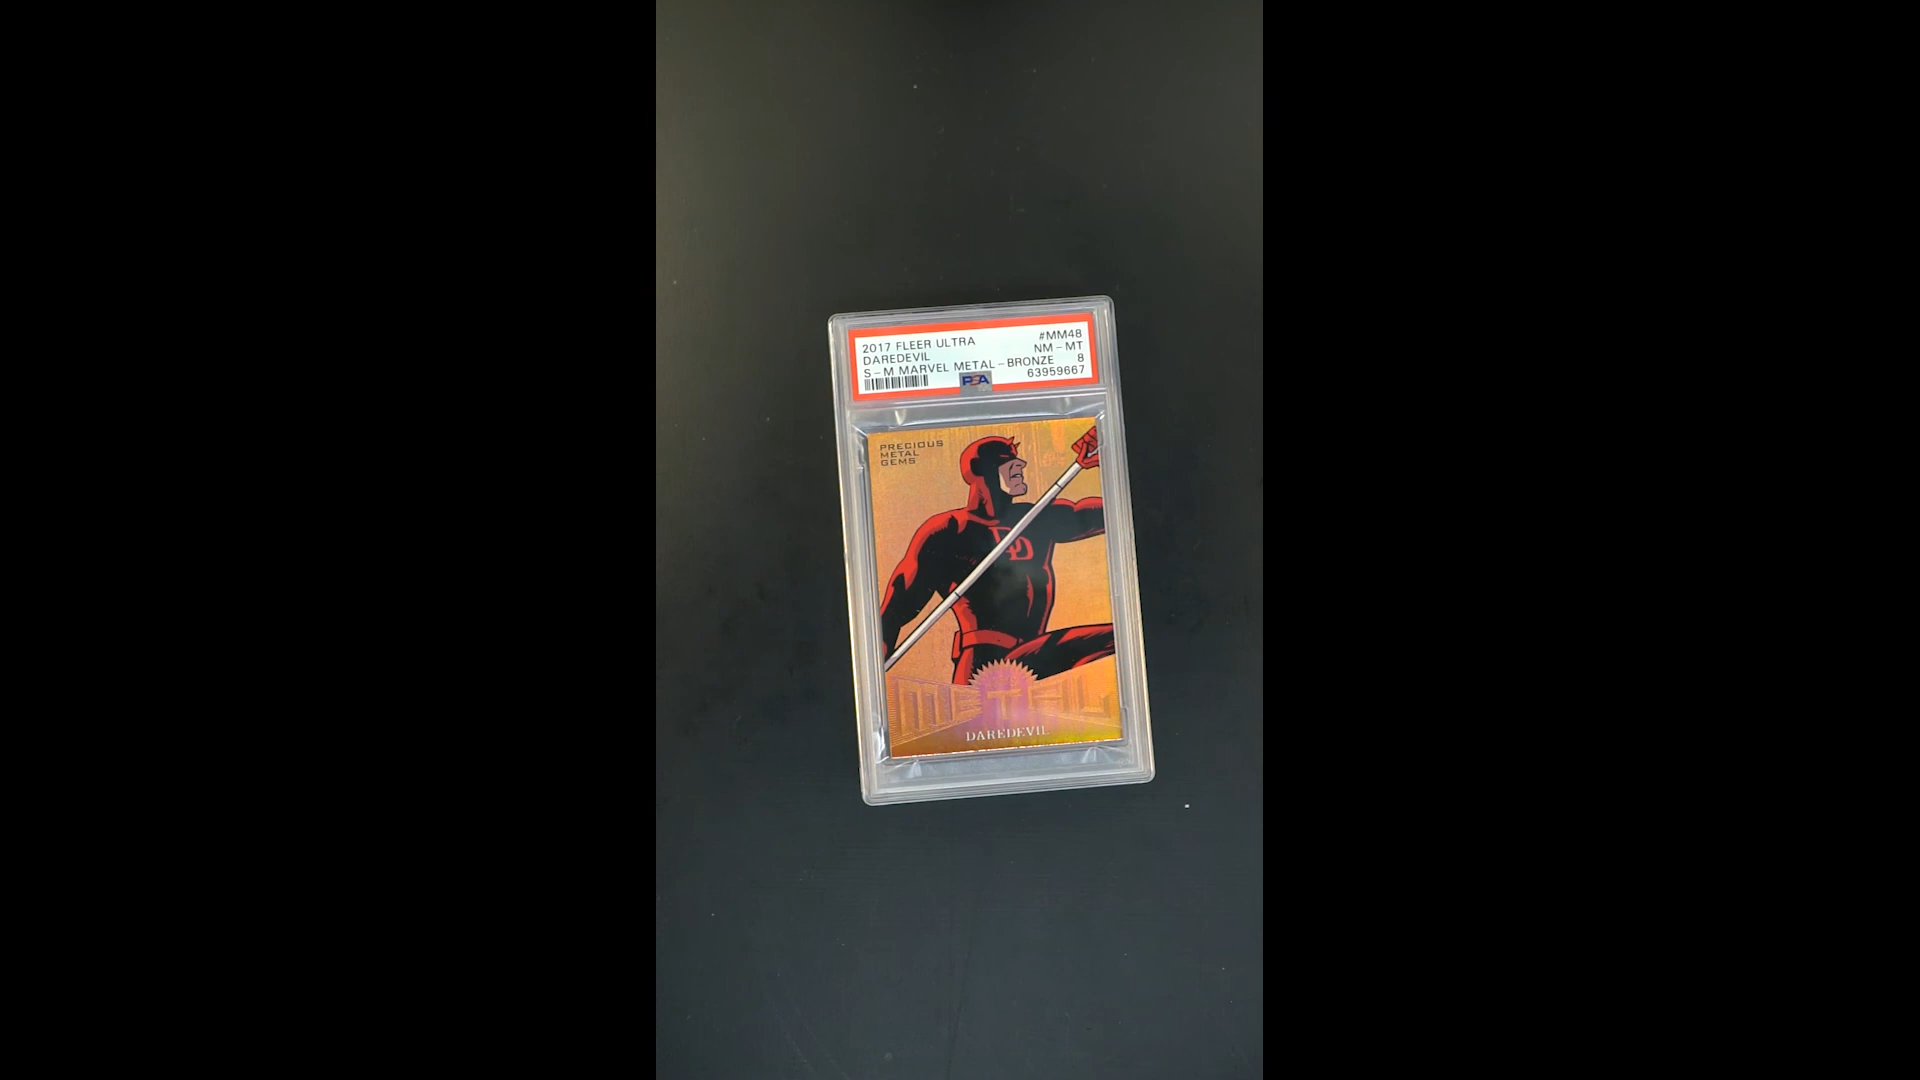 2017 FLEER ULTRA #MM48
DAREDEVIL NM - MT
S - M MARVEL METAL - BRONZE 8
PSA 63959667
PRECIOUS
METAL
GEMS
DD
METAL
DAREDEVIL